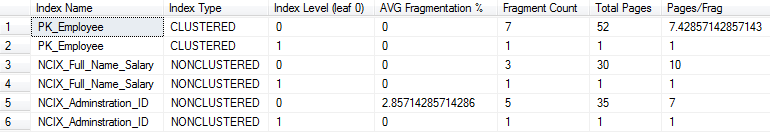 Index Name Index Type Index Level (leaf 0) AVG Fragmentation % Fragment Count Total Pages Pages/Frag
1 PK_Employee CLUSTERED 0 0 7 52 7.42857142857143
2 PK_Employee CLUSTERED 1 0 1 1 1
3 NCIX_Full_Name_Salary NONCLUSTERED 0 0 3 30 10
4 NCIX_Full_Name_Salary NONCLUSTERED 1 0 1 1 1
5 NCIX_Adminstration_ID NONCLUSTERED 0 2.85714285714286 5 35 7
6 NCIX_Adminstration_ID NONCLUSTERED 1 0 1 1 1